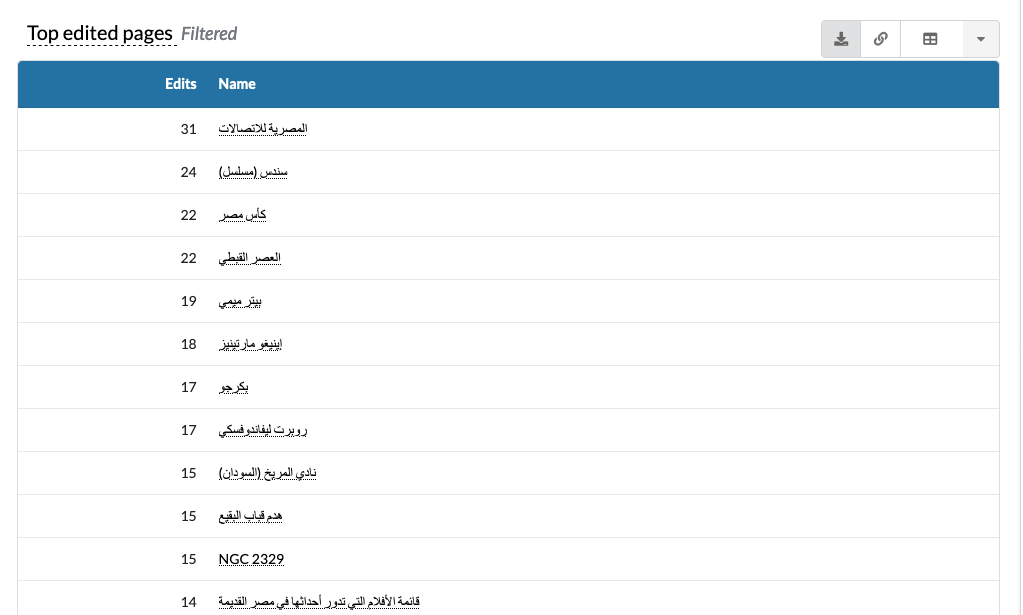 Top edited pages Filtered
Edits Name
31 المصرية للاتصالات
24 سندس (مسلسل)
22 كأس مصر
22 العصر القبطي
19 بيتر ميمي
18 إينيغو مارتينيز
17 بكرجو
17 روبرت ليفاندوفسكي
15 نادي المريخ (السودان)
15 هدم قباب البقيع
15 NGC 2329
14 قائمة الأفلام التي تدور أحداثها في مصر القديمة